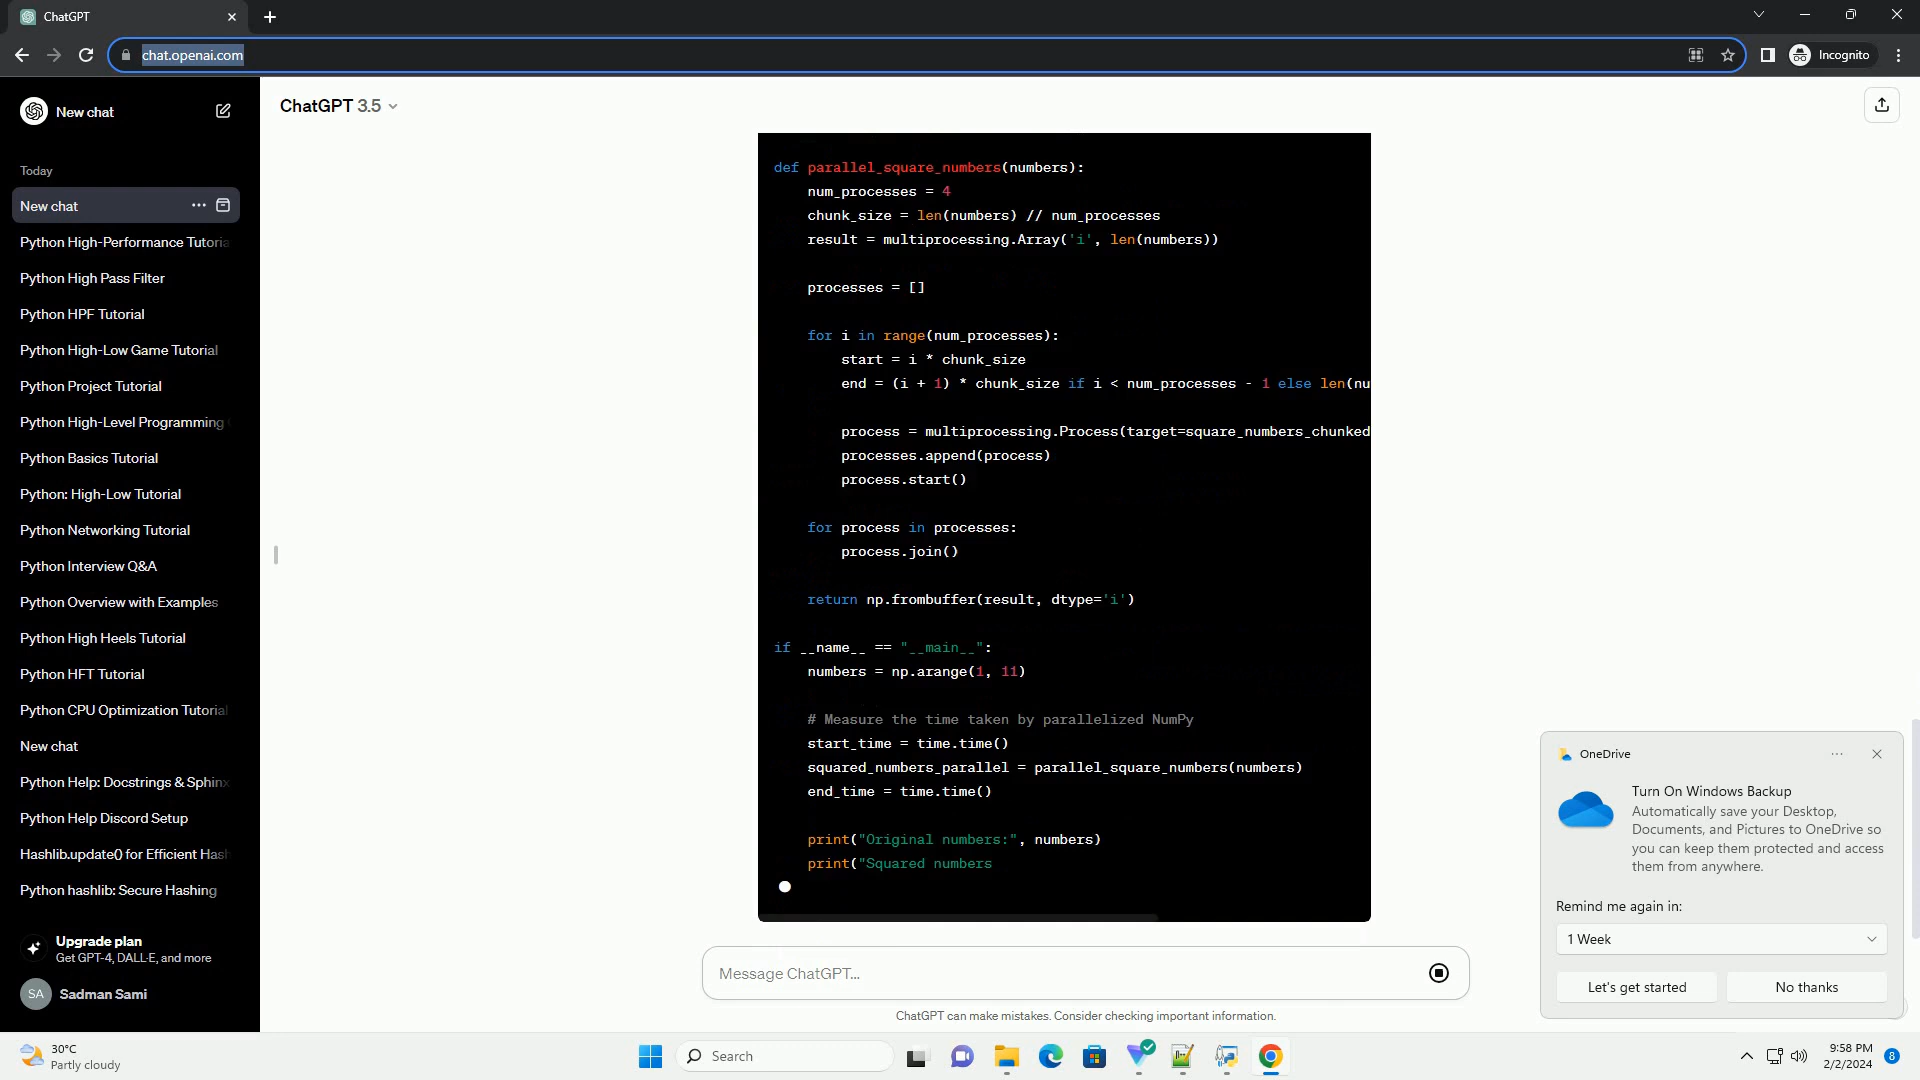 ChatGPT
chat.openai.com
Incognito
New chat
ChatGPT 3.5
Today
New chat
Python High-Performance Tutoria
Python High Pass Filter
Python HPF Tutorial
Python High-Low Game Tutorial
Python Project Tutorial
Python High-Level Programming
Python Basics Tutorial
Python: High-Low Tutorial
Python Networking Tutorial
Python Interview Q&A
Python Overview with Examples
Python High Heels Tutorial
Python HFT Tutorial
Python CPU Optimization Tutorial
New chat
Python Help: Docstrings & Sphinx
Python Help Discord Setup
Hashlib.update() for Efficient Hash
Python hashlib: Secure Hashing
Upgrade plan
Get GPT-4, DALL·E, and more
SA
Sadman Sami
def parallel_square_numbers(numbers):
num_processes = 4
chunk_size = len(numbers) // num_processes
result = multiprocessing.Array('i', len(numbers))
processes = []
for i in range(num_processes):
start = i * chunk_size
end = (i + 1) * chunk_size if i < num_processes - 1 else len(nu
process = multiprocessing.Process(target=square_numbers_chunked
processes.append(process)
process.start()
for process in processes:
process.join()
return np.frombuffer(result, dtype='i')
if __name__ == "__main__":
numbers = np.arange(1, 11)
# Measure the time taken by parallelized NumPy
start_time = time.time()
squared_numbers_parallel = parallel_square_numbers(numbers)
end_time = time.time()
print("Original numbers:", numbers)
print("Squared numbers
Message ChatGPT...
ChatGPT can make mistakes. Consider checking important information.
OneDrive
Turn On Windows Backup
Automatically save your Desktop,
Documents, and Pictures to OneDrive so
you can keep them protected and access
them from anywhere.
Remind me again in:
1 Week
Let's get started
No thanks
30°C
Partly cloudy
Search
9:58 PM
2/2/2024
8